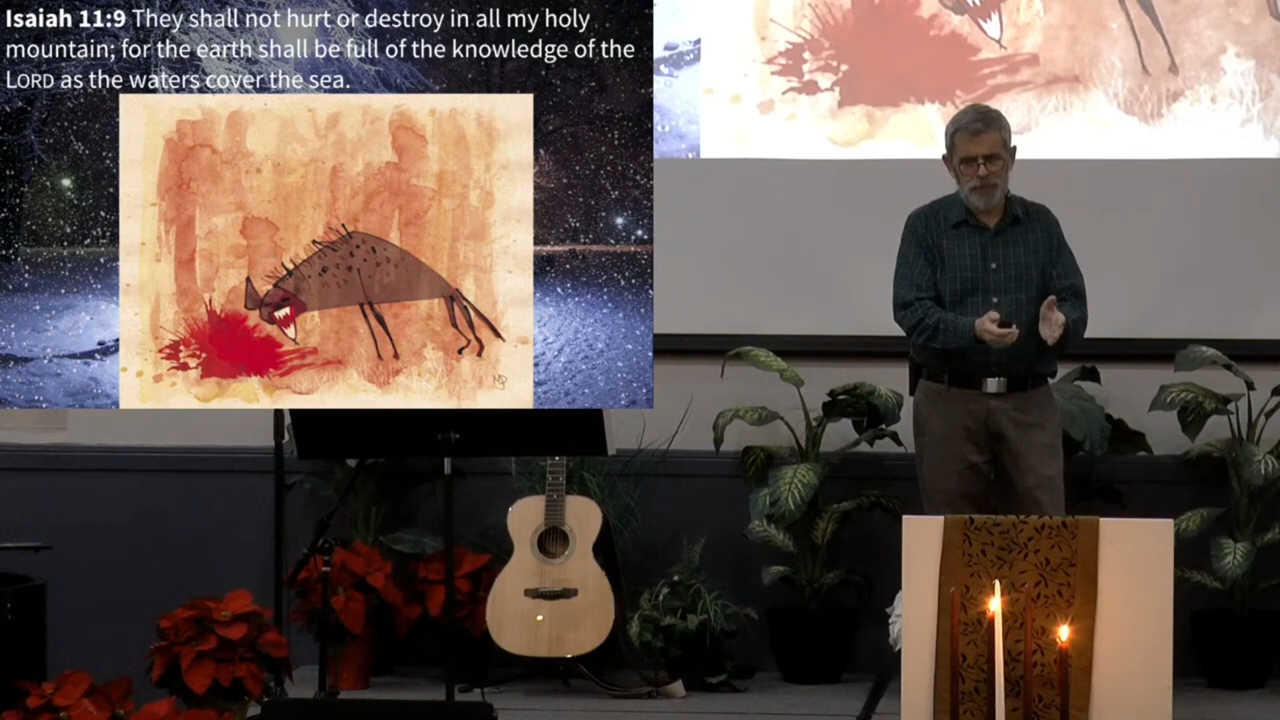 Isaiah 11:9 They shall not hurt or destroy in all my holy
mountain; for the earth shall be full of the knowledge of the
LORD as the waters cover the sea.